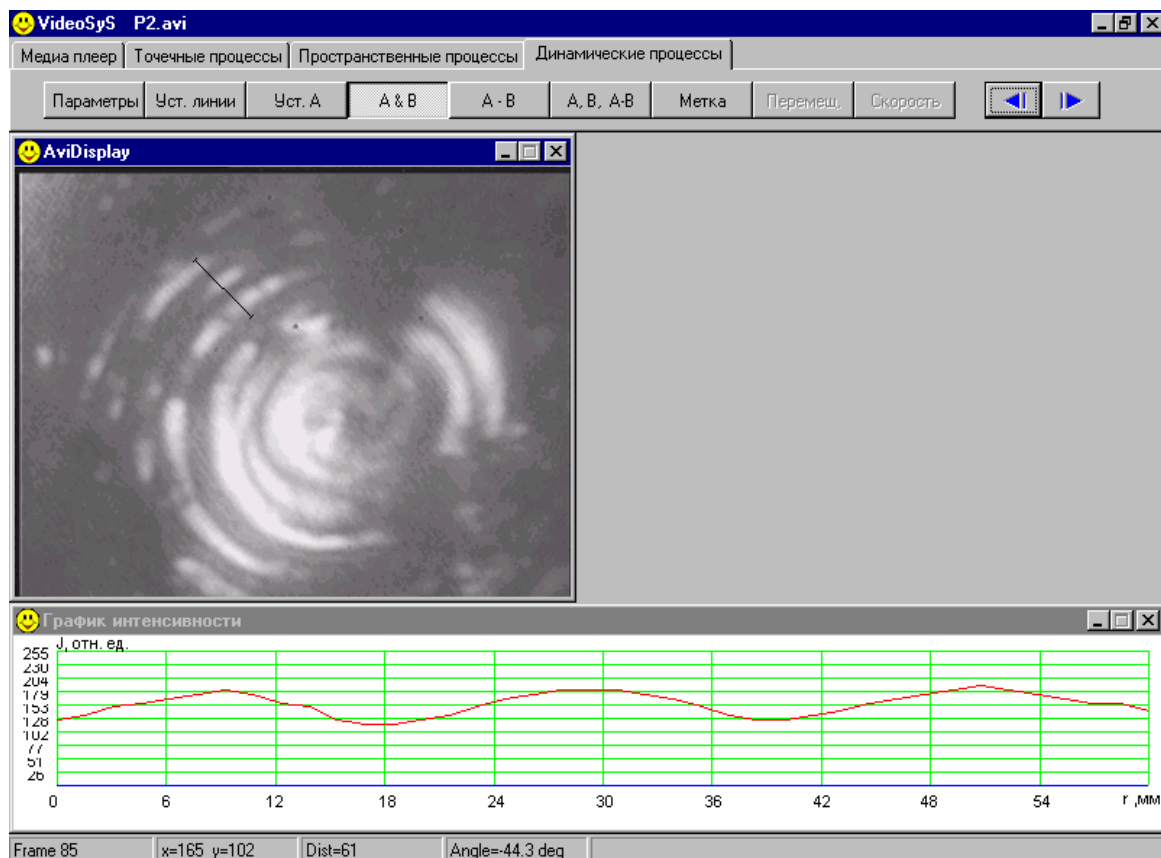 VideoSyS P2.avi
Медиа плеер Точечные процессы Пространственные процессы Динамические процессы
Параметры Уст. линии Уст. А A & B A - B A, B, A-B Метка Перемещ. Скорость
AviDisplay
График интенсивности
J, отн. ед.
255
230
204
179
153
128
102
77
51
26
0 6 12 18 24 30 36 42 48 54 r ,мм
Frame 85 x=165 y=102 Dist=61 Angle=-44.3 deg